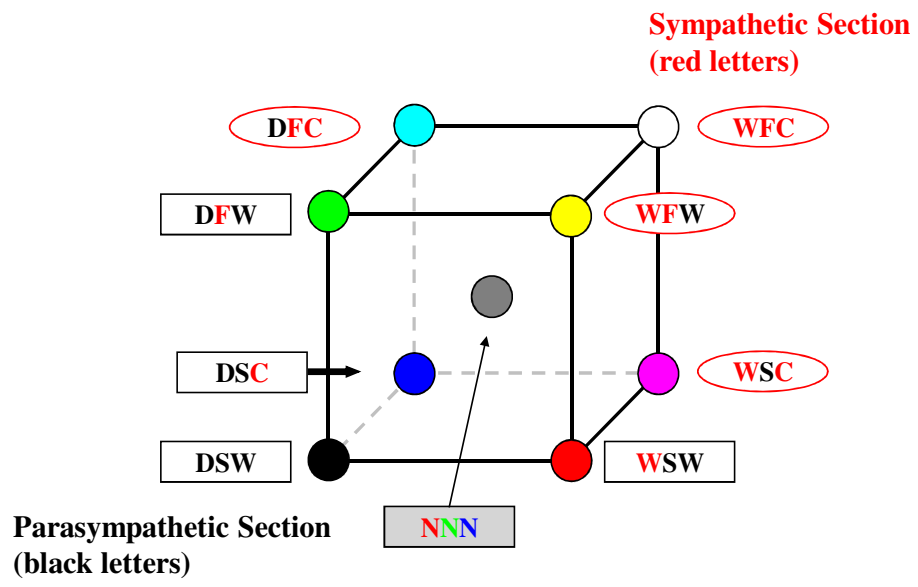 Sympathetic Section
(red letters)
DFC
WFC
DFW
WFW
DSC
WSC
DSW
WSW
NNN
Parasympathetic Section
(black letters)